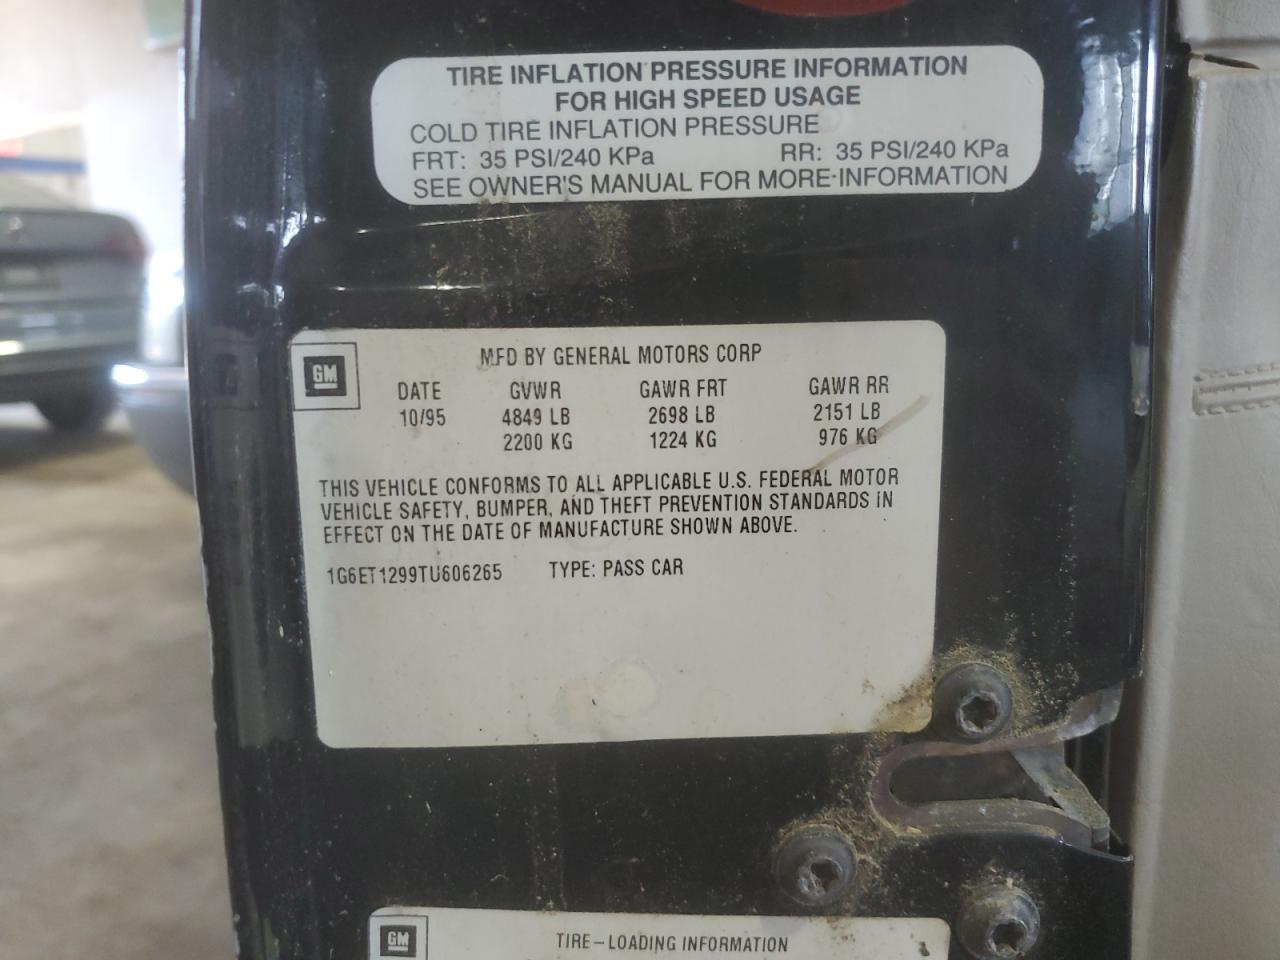 TIRE INFLATION PRESSURE INFORMATION
FOR HIGH SPEED USAGE
COLD TIRE INFLATION PRESSURE
FRT: 35 PSI/240 KPa RR: 35 PSI/240 KPa
SEE OWNER'S MANUAL FOR MORE INFORMATION
GM
MFD BY GENERAL MOTORS CORP
DATE GVWR GAWR FRT GAWR RR
10/95 4849 LB 2698 LB 2151 LB
2200 KG 1224 KG 976 KG
THIS VEHICLE CONFORMS TO ALL APPLICABLE U.S. FEDERAL MOTOR
VEHICLE SAFETY, BUMPER, AND THEFT PREVENTION STANDARDS IN
EFFECT ON THE DATE OF MANUFACTURE SHOWN ABOVE.
1G6ET1299TU606265 TYPE: PASS CAR
GM
TIRE-LOADING INFORMATION